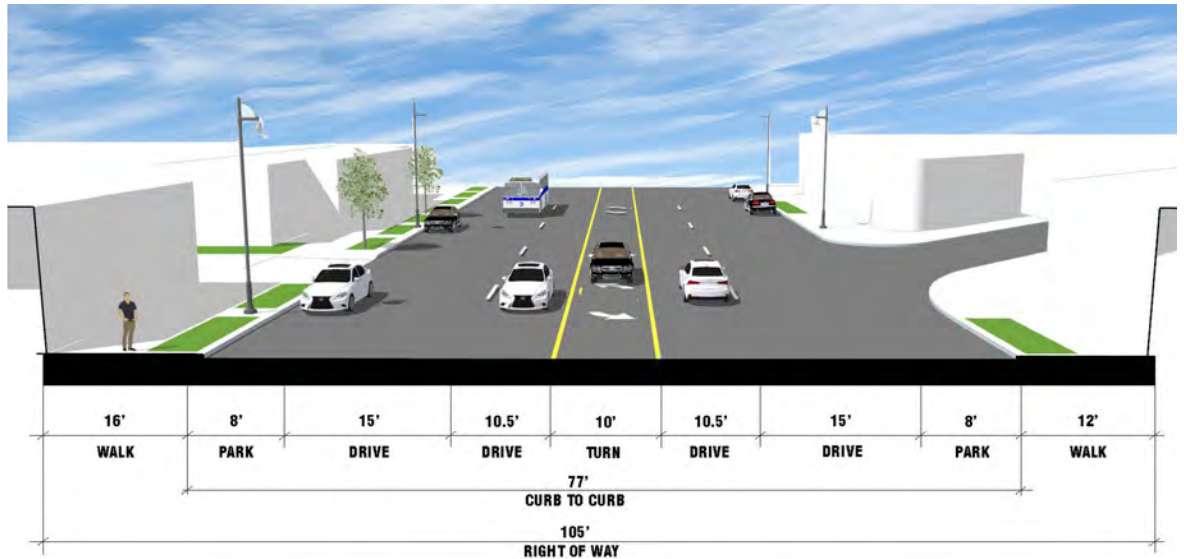 16' 8' 15' 10.5' 10' 10.5' 15' 8' 12'
WALK PARK DRIVE DRIVE TURN DRIVE DRIVE PARK WALK
77'
CURB TO CURB
105'
RIGHT OF WAY